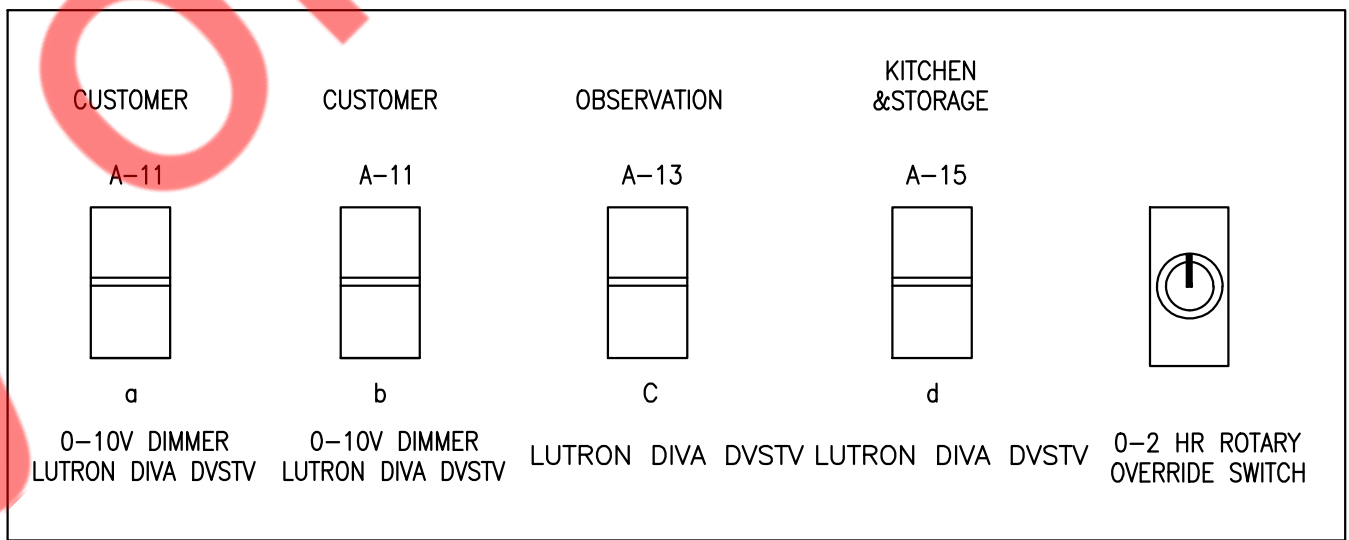 CUSTOMER
A-11
a
0-10V DIMMER
LUTRON DIVA DVSTV
CUSTOMER
A-11
b
0-10V DIMMER
LUTRON DIVA DVSTV
OBSERVATION
A-13
C
LUTRON DIVA DVSTV
KITCHEN
&STORAGE
A-15
d
LUTRON DIVA DVSTV
0-2 HR ROTARY
OVERRIDE SWITCH